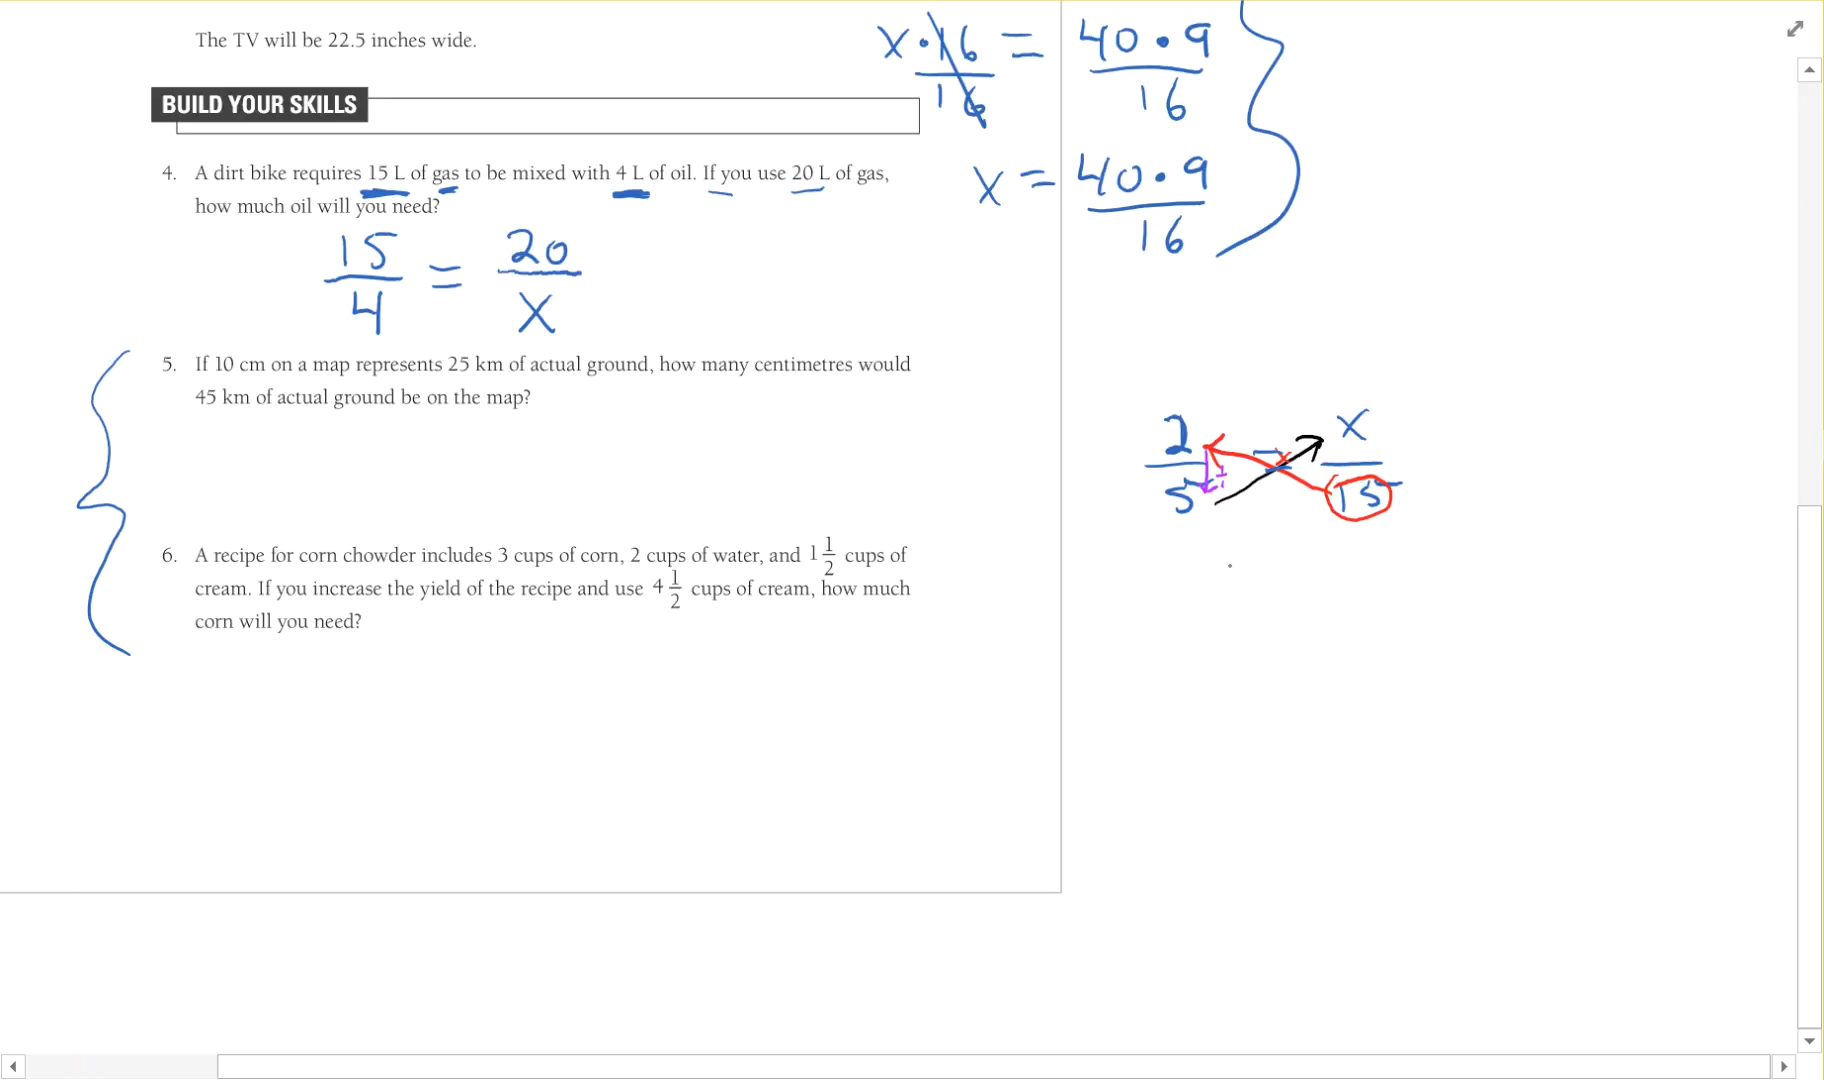 The TV will be 22.5 inches wide.
x · 16 = 40 · 9
16 16
BUILD YOUR SKILLS
x = 40 · 9
16
4. A dirt bike requires 15 L of gas to be mixed with 4 L of oil. If you use 20 L of gas,
how much oil will you need?
15 = 20
4 x
5. If 10 cm on a map represents 25 km of actual ground, how many centimetres would
45 km of actual ground be on the map?
2 = x
5 15
6. A recipe for corn chowder includes 3 cups of corn, 2 cups of water, and 1 1/2 cups of
cream. If you increase the yield of the recipe and use 4 1/2 cups of cream, how much
corn will you need?